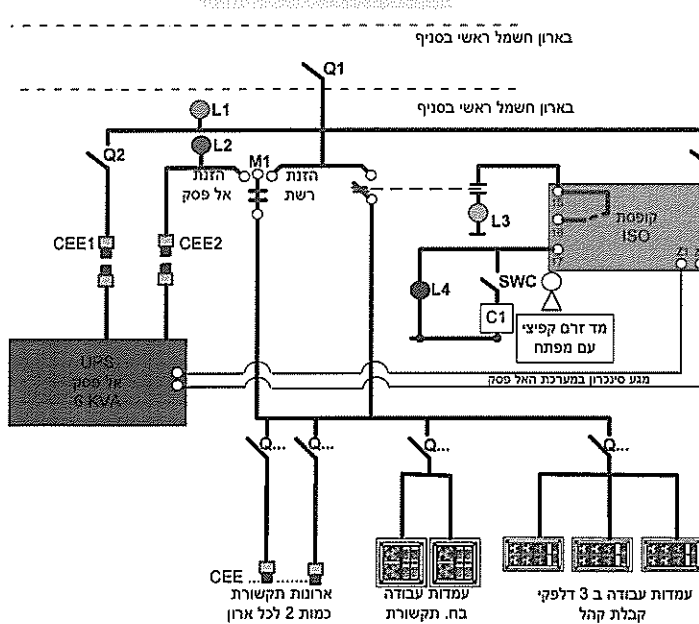 בארון חשמל ראשי בסניף
Q1
בארון חשמל ראשי בסניף
L1
Q2
L2
M1
הזנת
אל פסק
הזנת
רשת
L3
קופסת
ISO
CEE1
CEE2
17
L4
SWC
C1
מד זרם קפיצי
עם מפתח
UPS
אל פסק
6 KVA
מגע סינכרון במערכת האל פסק
Q...
Q...
Q...
Q...
CEE ...
ארונות תקשורת
כמות 2 לכל ארון
עמדות עבודה
בח. תקשורת
עמדות עבודה ב 3 דלפקי
קבלת קהל